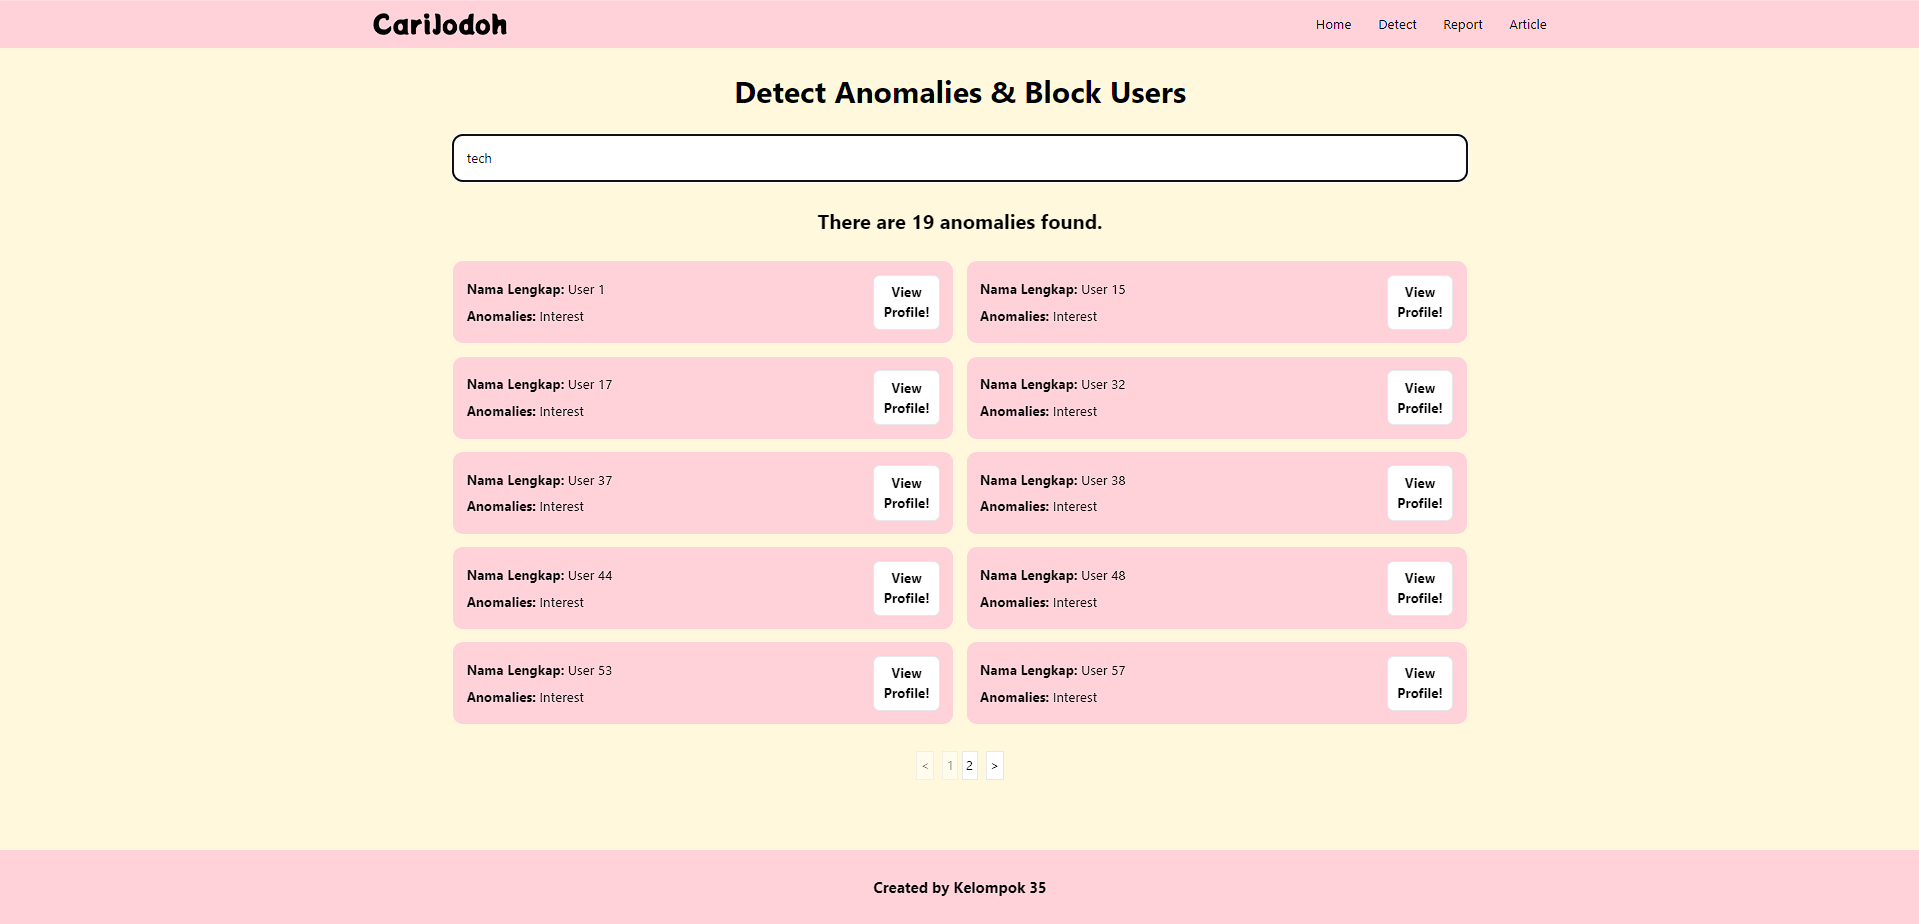 CariJodoh
Home Detect Report Article
Detect Anomalies & Block Users
tech
There are 19 anomalies found.
Nama Lengkap: User 1
Anomalies: Interest
View
Profile!
Nama Lengkap: User 15
Anomalies: Interest
View
Profile!
Nama Lengkap: User 17
Anomalies: Interest
View
Profile!
Nama Lengkap: User 32
Anomalies: Interest
View
Profile!
Nama Lengkap: User 37
Anomalies: Interest
View
Profile!
Nama Lengkap: User 38
Anomalies: Interest
View
Profile!
Nama Lengkap: User 44
Anomalies: Interest
View
Profile!
Nama Lengkap: User 48
Anomalies: Interest
View
Profile!
Nama Lengkap: User 53
Anomalies: Interest
View
Profile!
Nama Lengkap: User 57
Anomalies: Interest
View
Profile!
< 1 2 >
Created by Kelompok 35